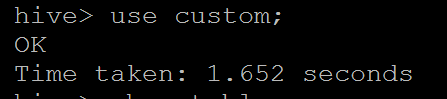 hive> use custom;
OK
Time taken: 1.652 seconds